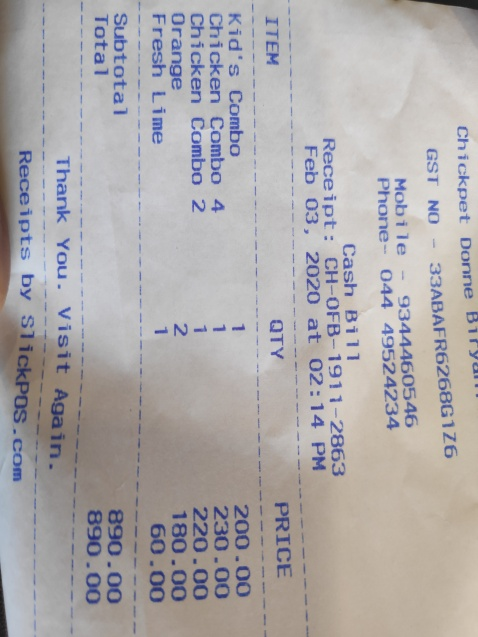 Chickpet Donne Biryani
GST NO - 33ABAFR6268G1Z6
Mobile - 9344460546
Phone- 044 49524234
Cash Bill
Receipt: CH-OFB-1911-2863
Feb 03, 2020 at 02:14 PM
ITEM QTY PRICE
Kid's Combo 1 200.00
Chicken Combo 4 1 230.00
Chicken Combo 2 1 220.00
Orange 2 180.00
Fresh Lime 1 60.00
Subtotal 890.00
Total 890.00
Thank You. Visit Again.
Receipts by SlickPOS.com